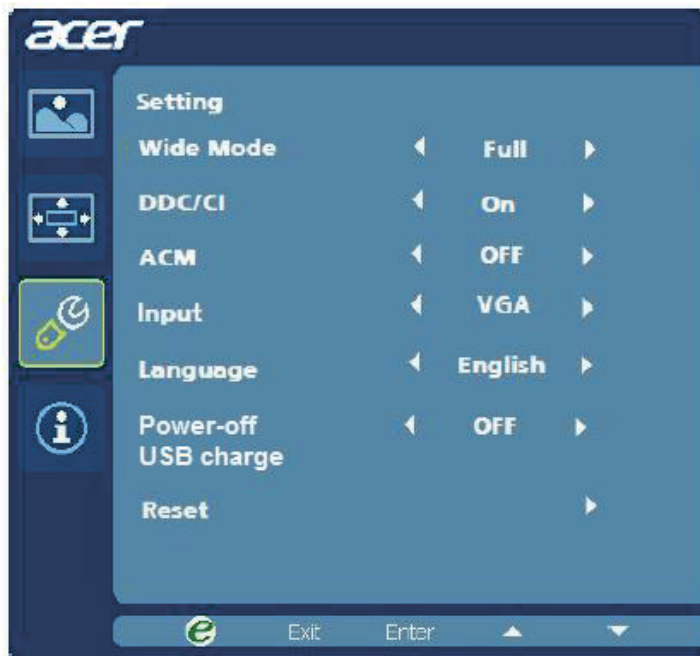 acer
Setting
Wide Mode Full
DDC/CI On
ACM OFF
Input VGA
Language English
Power-off OFF
USB charge
Reset
e Exit Enter